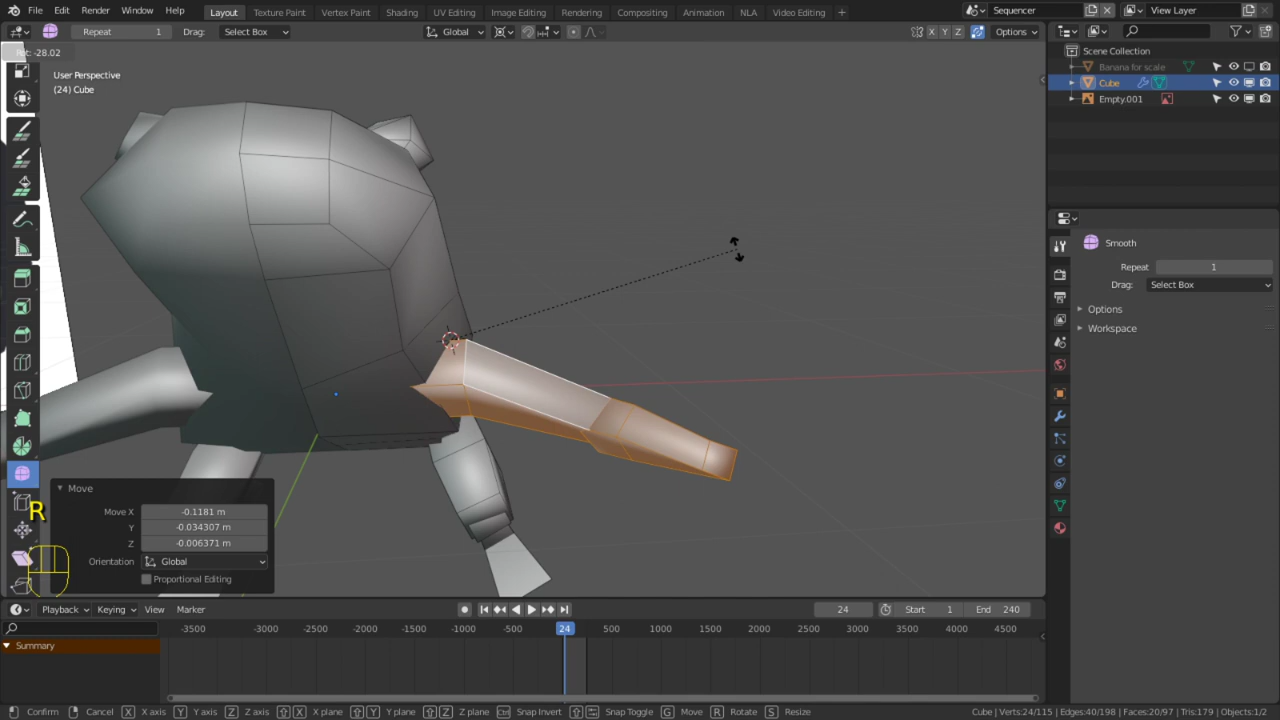 File Edit Render Window Help Layout Texture Paint Vertex Paint Shading UV Editing Image Editing Rendering Compositing Animation NLA Video Editing + Sequencer View Layer
Repeat 1 Drag: Select Box Global X Y Z Options
Rot: -28.02
User Perspective
(24) Cube
Scene Collection
Banana for scale
Cube
Empty.001
Smooth
Repeat 1
Drag: Select Box
Options
Workspace
R
Move
Move X -0.1181 m
Y -0.034307 m
Z -0.006371 m
Orientation Global
Proportional Editing
Playback Keying View Marker 24 Start 1 End 240
-3500 -3000 -2500 -2000 -1500 -1000 -500 24 500 1000 1500 2000 2500 3000 3500 4000 4500
Summary
Confirm Cancel X X axis Y Y axis Z Z axis X X plane Y Y plane Z Z plane Ctrl Snap Invert Snap Toggle G Move R Rotate S Resize Cube | Verts:24/115 | Edges:40/198 | Faces:20/97 | Tris:179 | Objects:1/2